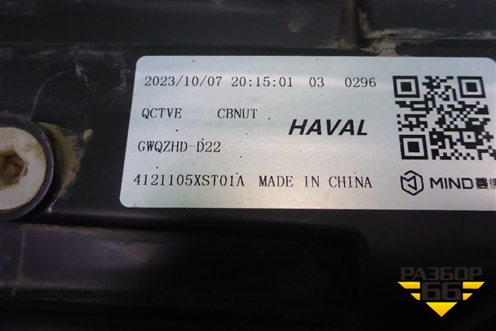 2023/10/07 20:15:01 03 0296
QCTVE CBNUT HAVAL
GWQZHD-D22
4121105XST01A MADE IN CHINA
MIND
РАЗБОР
66